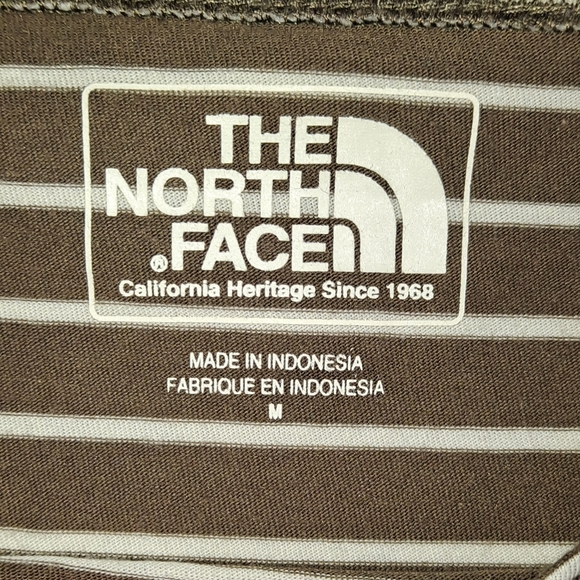 THE
NORTH
®FACE
California Heritage Since 1968
MADE IN INDONESIA
FABRIQUE EN INDONESIA
M